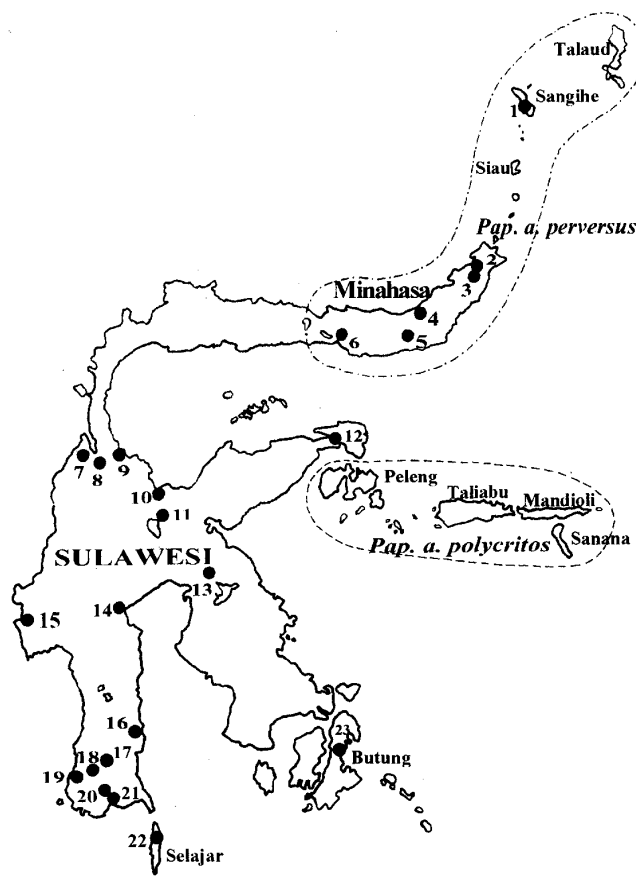 Talaud
Sangihe
1
Siau
Pap. a. perversus
2
3
Minahasa
4
6
5
12
7
8
9
Peleng
10
Taliabu
Mandioli
11
Sanana
Pap. a. polycritos
SULAWESI
13
14
15
16
23
17
Butung
18
19
20
21
22
Selajar